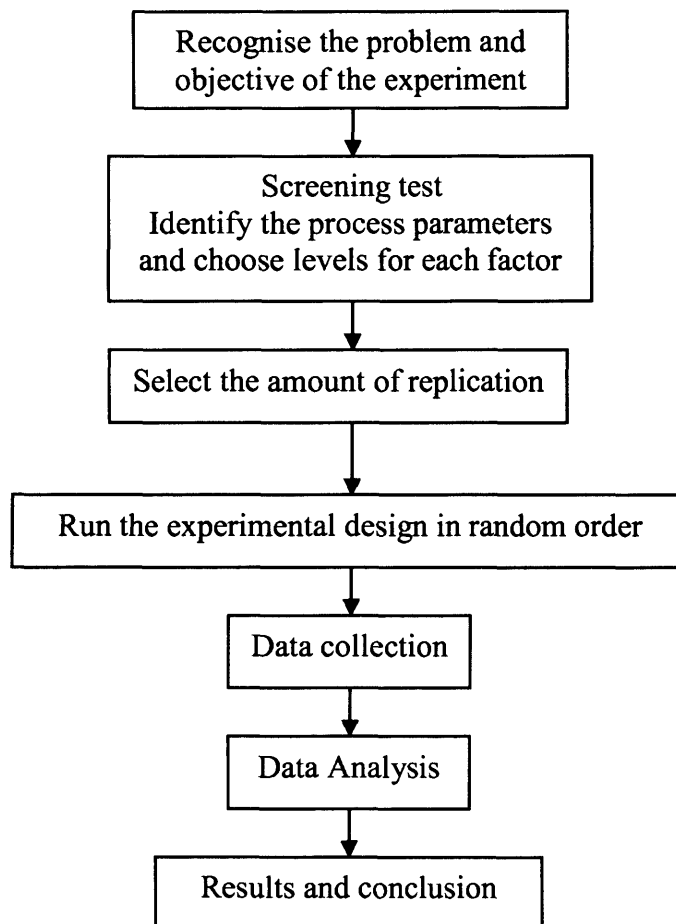 Recognise the problem and
objective of the experiment
Screening test
Identify the process parameters
and choose levels for each factor
Select the amount of replication
Run the experimental design in random order
Data collection
Data Analysis
Results and conclusion